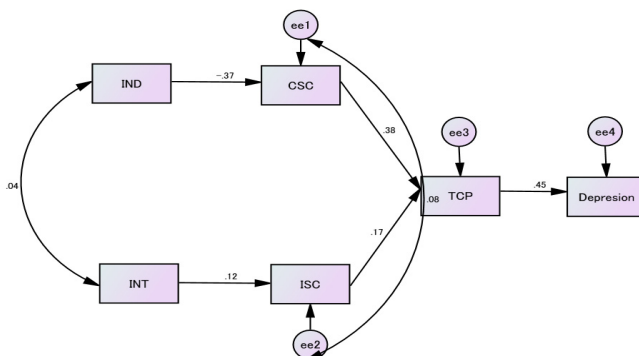 ee1
IND
-.37
CSC
.38
ee3
ee4
.04
TCP
.08
.45
Depresion
.17
INT
.12
ISC
ee2